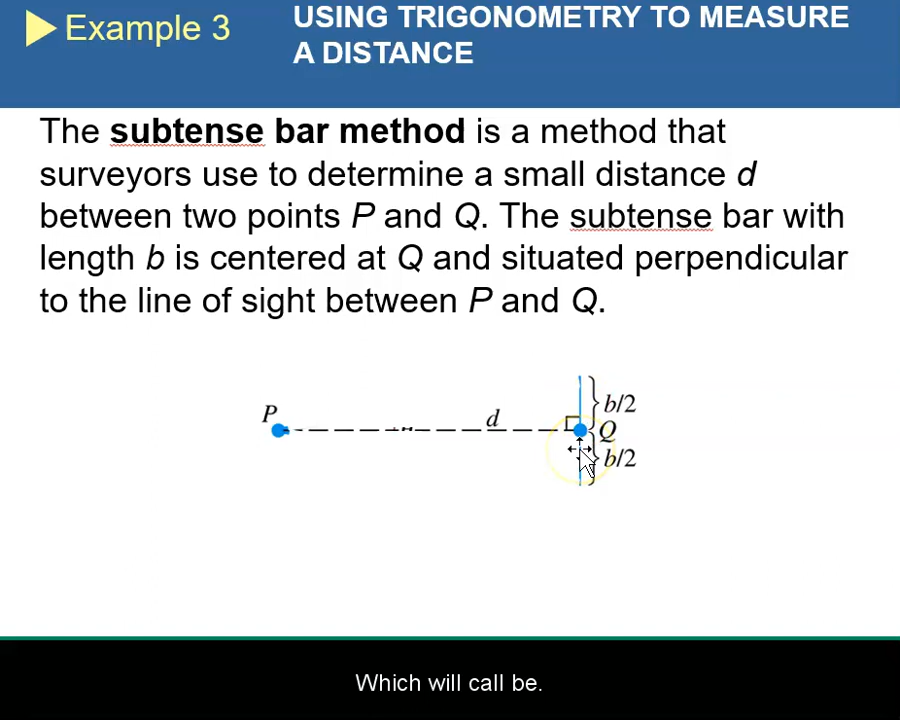 Example 3
USING TRIGONOMETRY TO MEASURE
A DISTANCE
The subtense bar method is a method that
surveyors use to determine a small distance d
between two points P and Q. The subtense bar with
length b is centered at Q and situated perpendicular
to the line of sight between P and Q.
P
d
b/2
Q
b/2
Which will call be.